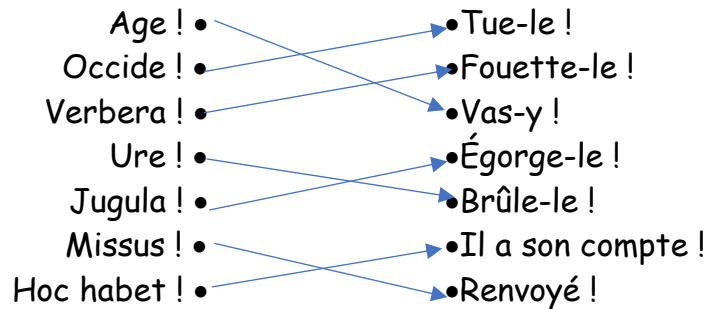 Age ! • •Tue-le !
Occide ! • •Fouette-le !
Verbera ! • •Vas-y !
Ure ! • •Égorge-le !
Jugula ! • •Brûle-le !
Missus ! • •Il a son compte !
Hoc habet ! • •Renvoyé !